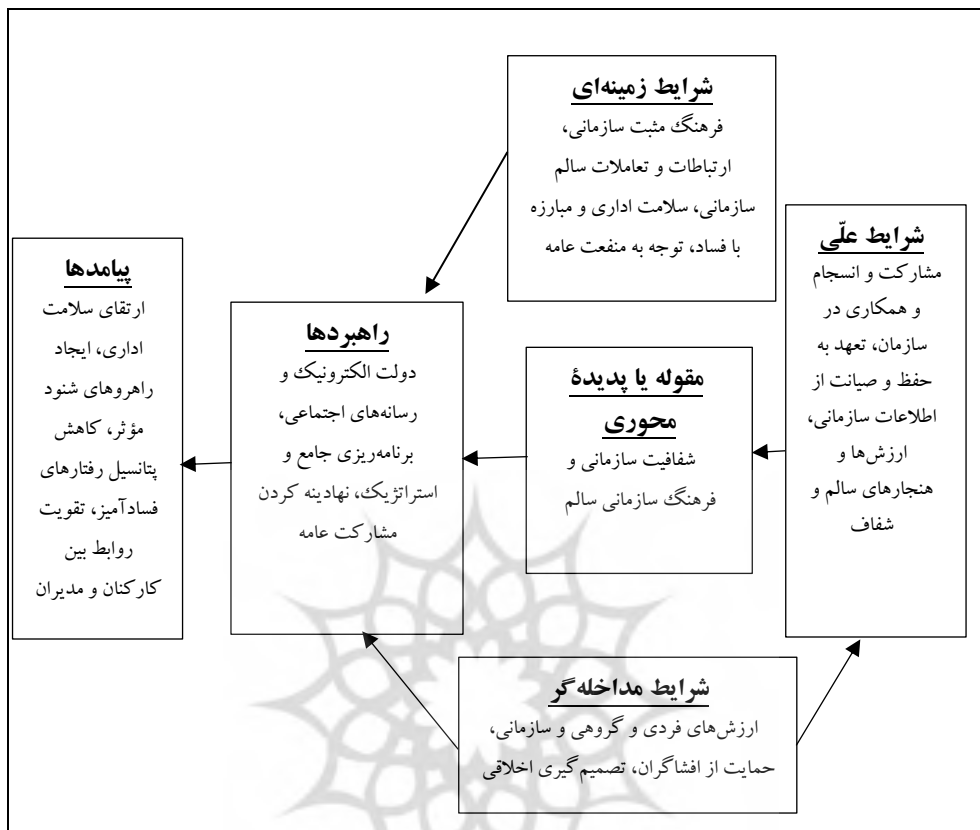 شرایط زمینه‌ای
فرهنگ مثبت سازمانی،
ارتباطات و تعاملات سالم
سازمانی، سلامت اداری و مبارزه
با فساد، توجه به منفعت عامه
شرایط علّی
مشارکت و انسجام
و همکاری در
سازمان، تعهد به
حفظ و صیانت از
اطلاعات سازمانی،
ارزش‌ها و
هنجارهای سالم و
شفاف
مقوله یا پدیدۀ
محوری
شفافیت سازمانی و
فرهنگ سازمانی سالم
راهبردها
دولت الکترونیک و
رسانه‌های اجتماعی،
برنامه‌ریزی جامع و
استراتژیک، نهادینه کردن
مشارکت عامه
پیامدها
ارتقای سلامت
اداری، ایجاد
راهروهای شنود
مؤثر، کاهش
پتانسیل رفتارهای
فسادآمیز، تقویت
روابط بین
کارکنان و مدیران
شرایط مداخله‌گر
ارزش‌های فردی و گروهی و سازمانی،
حمایت از افشاگران، تصمیم‌گیری اخلاقی